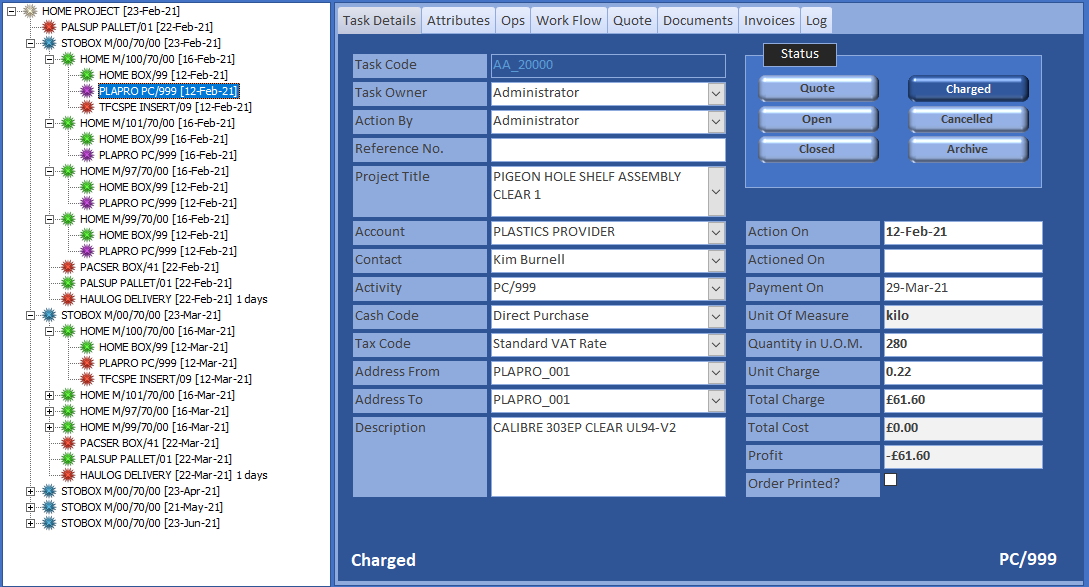 HOME PROJECT [23-Feb-21]
PALSUP PALLET/01 [22-Feb-21]
STOBOX M/00/70/00 [23-Feb-21]
HOME M/100/70/00 [16-Feb-21]
HOME BOX/99 [12-Feb-21]
PLAPRO PC/999 [12-Feb-21]
TFCSPE INSERT/09 [12-Feb-21]
HOME M/101/70/00 [16-Feb-21]
HOME BOX/99 [16-Feb-21]
PLAPRO PC/999 [16-Feb-21]
HOME M/97/70/00 [16-Feb-21]
HOME BOX/99 [12-Feb-21]
PLAPRO PC/999 [12-Feb-21]
HOME M/99/70/00 [16-Feb-21]
HOME BOX/99 [12-Feb-21]
PLAPRO PC/999 [12-Feb-21]
PACSER BOX/41 [22-Feb-21]
PALSUP PALLET/01 [22-Feb-21]
HAULOG DELIVERY [22-Feb-21] 1 days
STOBOX M/00/70/00 [23-Mar-21]
HOME M/100/70/00 [16-Mar-21]
HOME BOX/99 [12-Mar-21]
PLAPRO PC/999 [12-Mar-21]
TFCSPE INSERT/09 [12-Mar-21]
HOME M/101/70/00 [16-Mar-21]
HOME M/97/70/00 [16-Mar-21]
HOME M/99/70/00 [16-Mar-21]
PACSER BOX/41 [22-Mar-21]
PALSUP PALLET/01 [22-Mar-21]
HAULOG DELIVERY [22-Mar-21] 1 days
STOBOX M/00/70/00 [23-Apr-21]
STOBOX M/00/70/00 [21-May-21]
STOBOX M/00/70/00 [23-Jun-21]
Task Details Attributes Ops Work Flow Quote Documents Invoices Log
Task Code AA_20000
Task Owner Administrator
Action By Administrator
Reference No.
Project Title PIGEON HOLE SHELF ASSEMBLY
CLEAR 1
Account PLASTICS PROVIDER
Contact Kim Burnell
Activity PC/999
Cash Code Direct Purchase
Tax Code Standard VAT Rate
Address From PLAPRO_001
Address To PLAPRO_001
Description CALIBRE 303EP CLEAR UL94-V2
Status
Quote Charged
Open Cancelled
Closed Archive
Action On 12-Feb-21
Actioned On
Payment On 29-Mar-21
Unit Of Measure kilo
Quantity in U.O.M. 280
Unit Charge 0.22
Total Charge £61.60
Total Cost £0.00
Profit -£61.60
Order Printed?
Charged PC/999